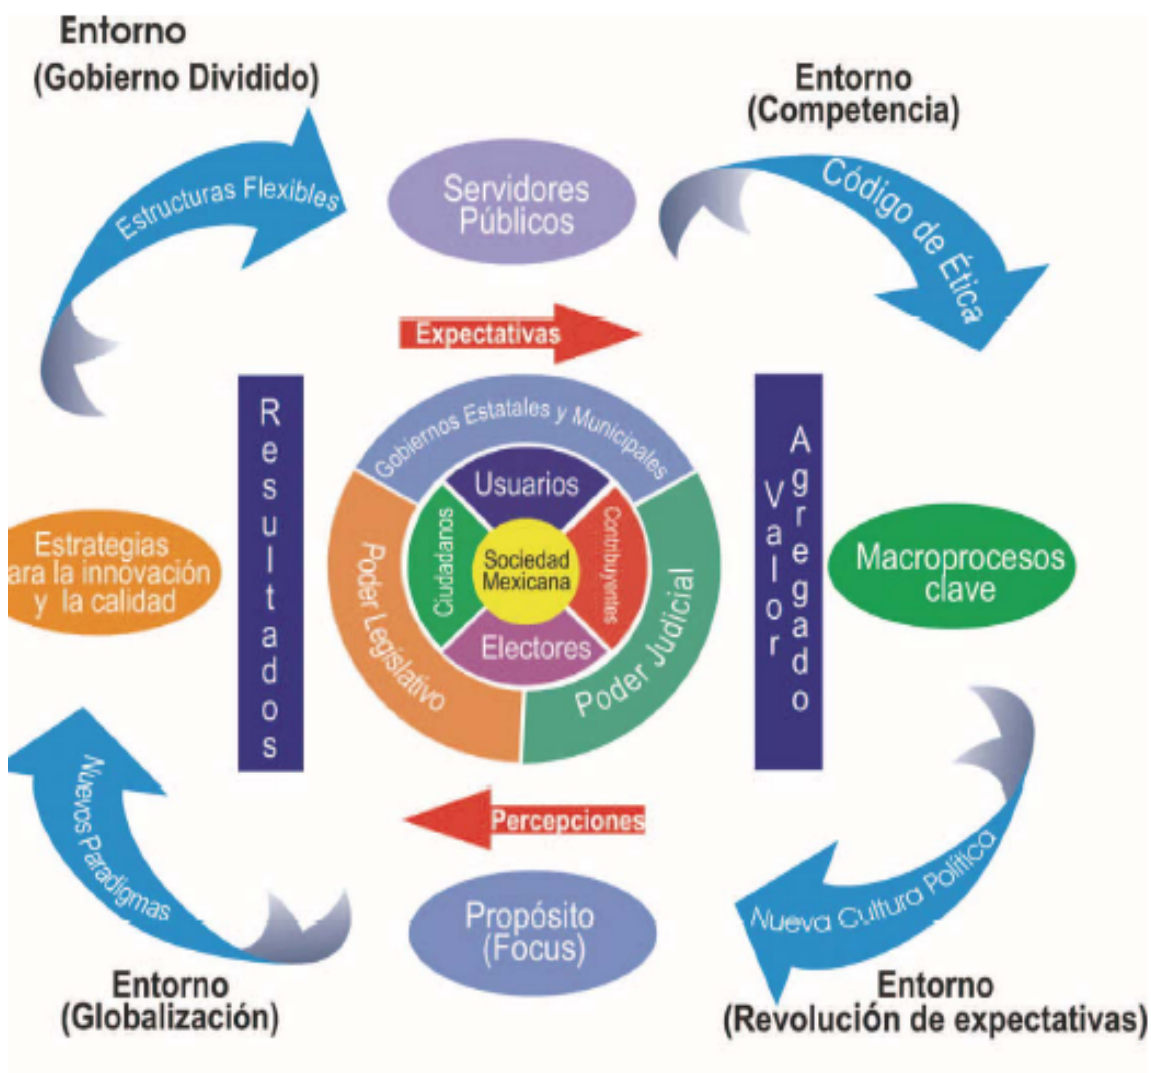 Entorno
(Gobierno Dividido)
Entorno
(Competencia)
Estructuras Flexibles
Servidores
Públicos
Código de Ética
Expectativas
Resultados
Gobiernos Estatales y Municipales
Usuarios
Ciudadanos
Sociedad
Mexicana
Contribuyentes
Electores
Poder Legislativo
Poder Judicial
Valor
Agregado
Estrategias
ara la innovación
y la calidad
Macroprocesos
clave
Percepciones
Nuevos Paradigmas
Propósito
(Focus)
Nueva Cultura Política
Entorno
(Globalización)
Entorno
(Revolución de expectativas)